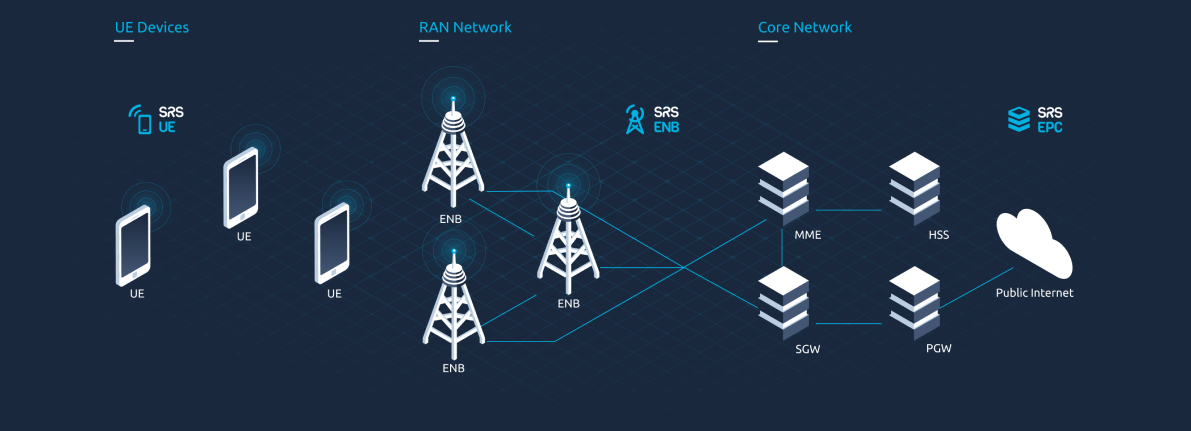 UE Devices
RAN Network
Core Network
SRS
UE
SRS
ENB
SRS
EPC
UE
UE
UE
ENB
ENB
ENB
MME
HSS
SGW
PGW
Public Internet